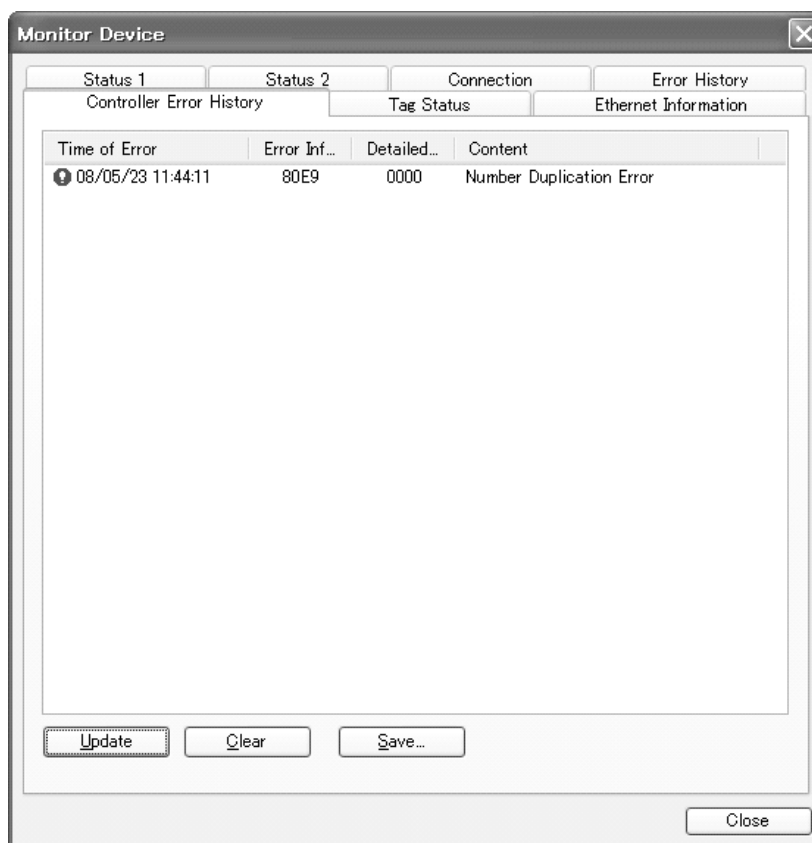 Monitor Device
Status 1 Status 2 Connection Error History
Controller Error History Tag Status Ethernet Information
Time of Error Error Inf... Detailed... Content
08/05/23 11:44:11 80E9 0000 Number Duplication Error
Update Clear Save...
Close